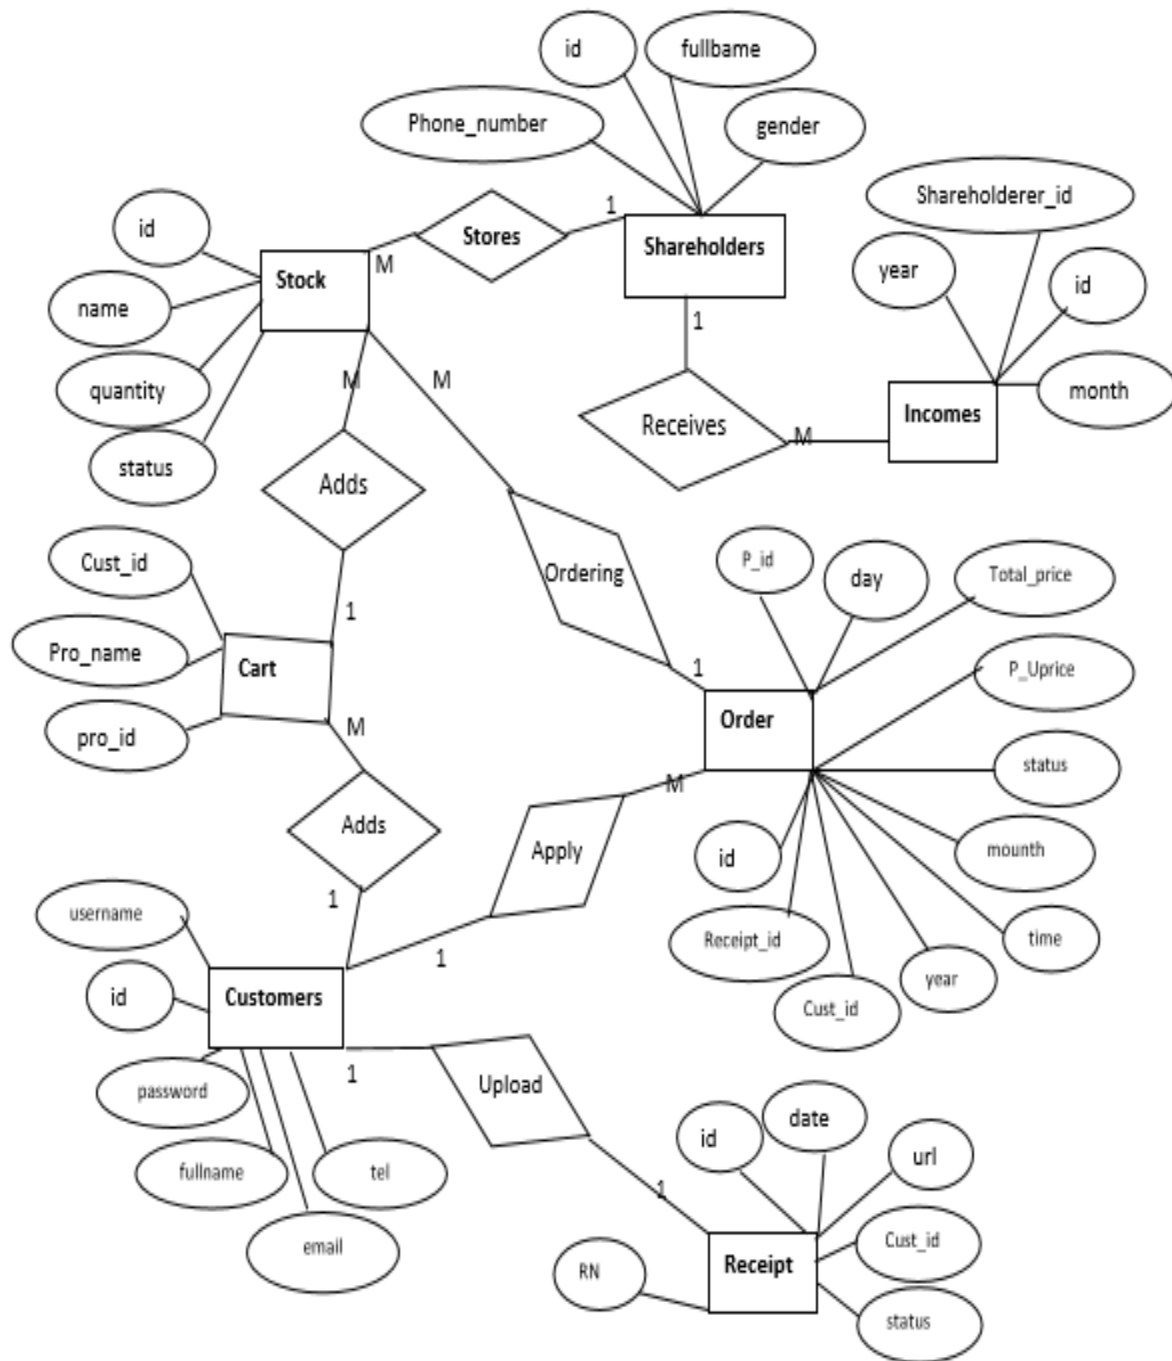 id
fullbame
Phone_number
gender
Shareholderer_id
id
1
Stores
Shareholders
M
Stock
year
id
name
1
quantity
M
M
month
Incomes
Receives
M
status
Adds
P_id
day
Total_price
Cust_id
Ordering
1
Pro_name
Cart
1
P_Uprice
pro_id
M
Order
status
M
Adds
Apply
id
mounth
1
username
Receipt_id
time
1
year
id
Customers
Cust_id
1
Upload
password
date
id
url
fullname
tel
1
email
Cust_id
RN
Receipt
status